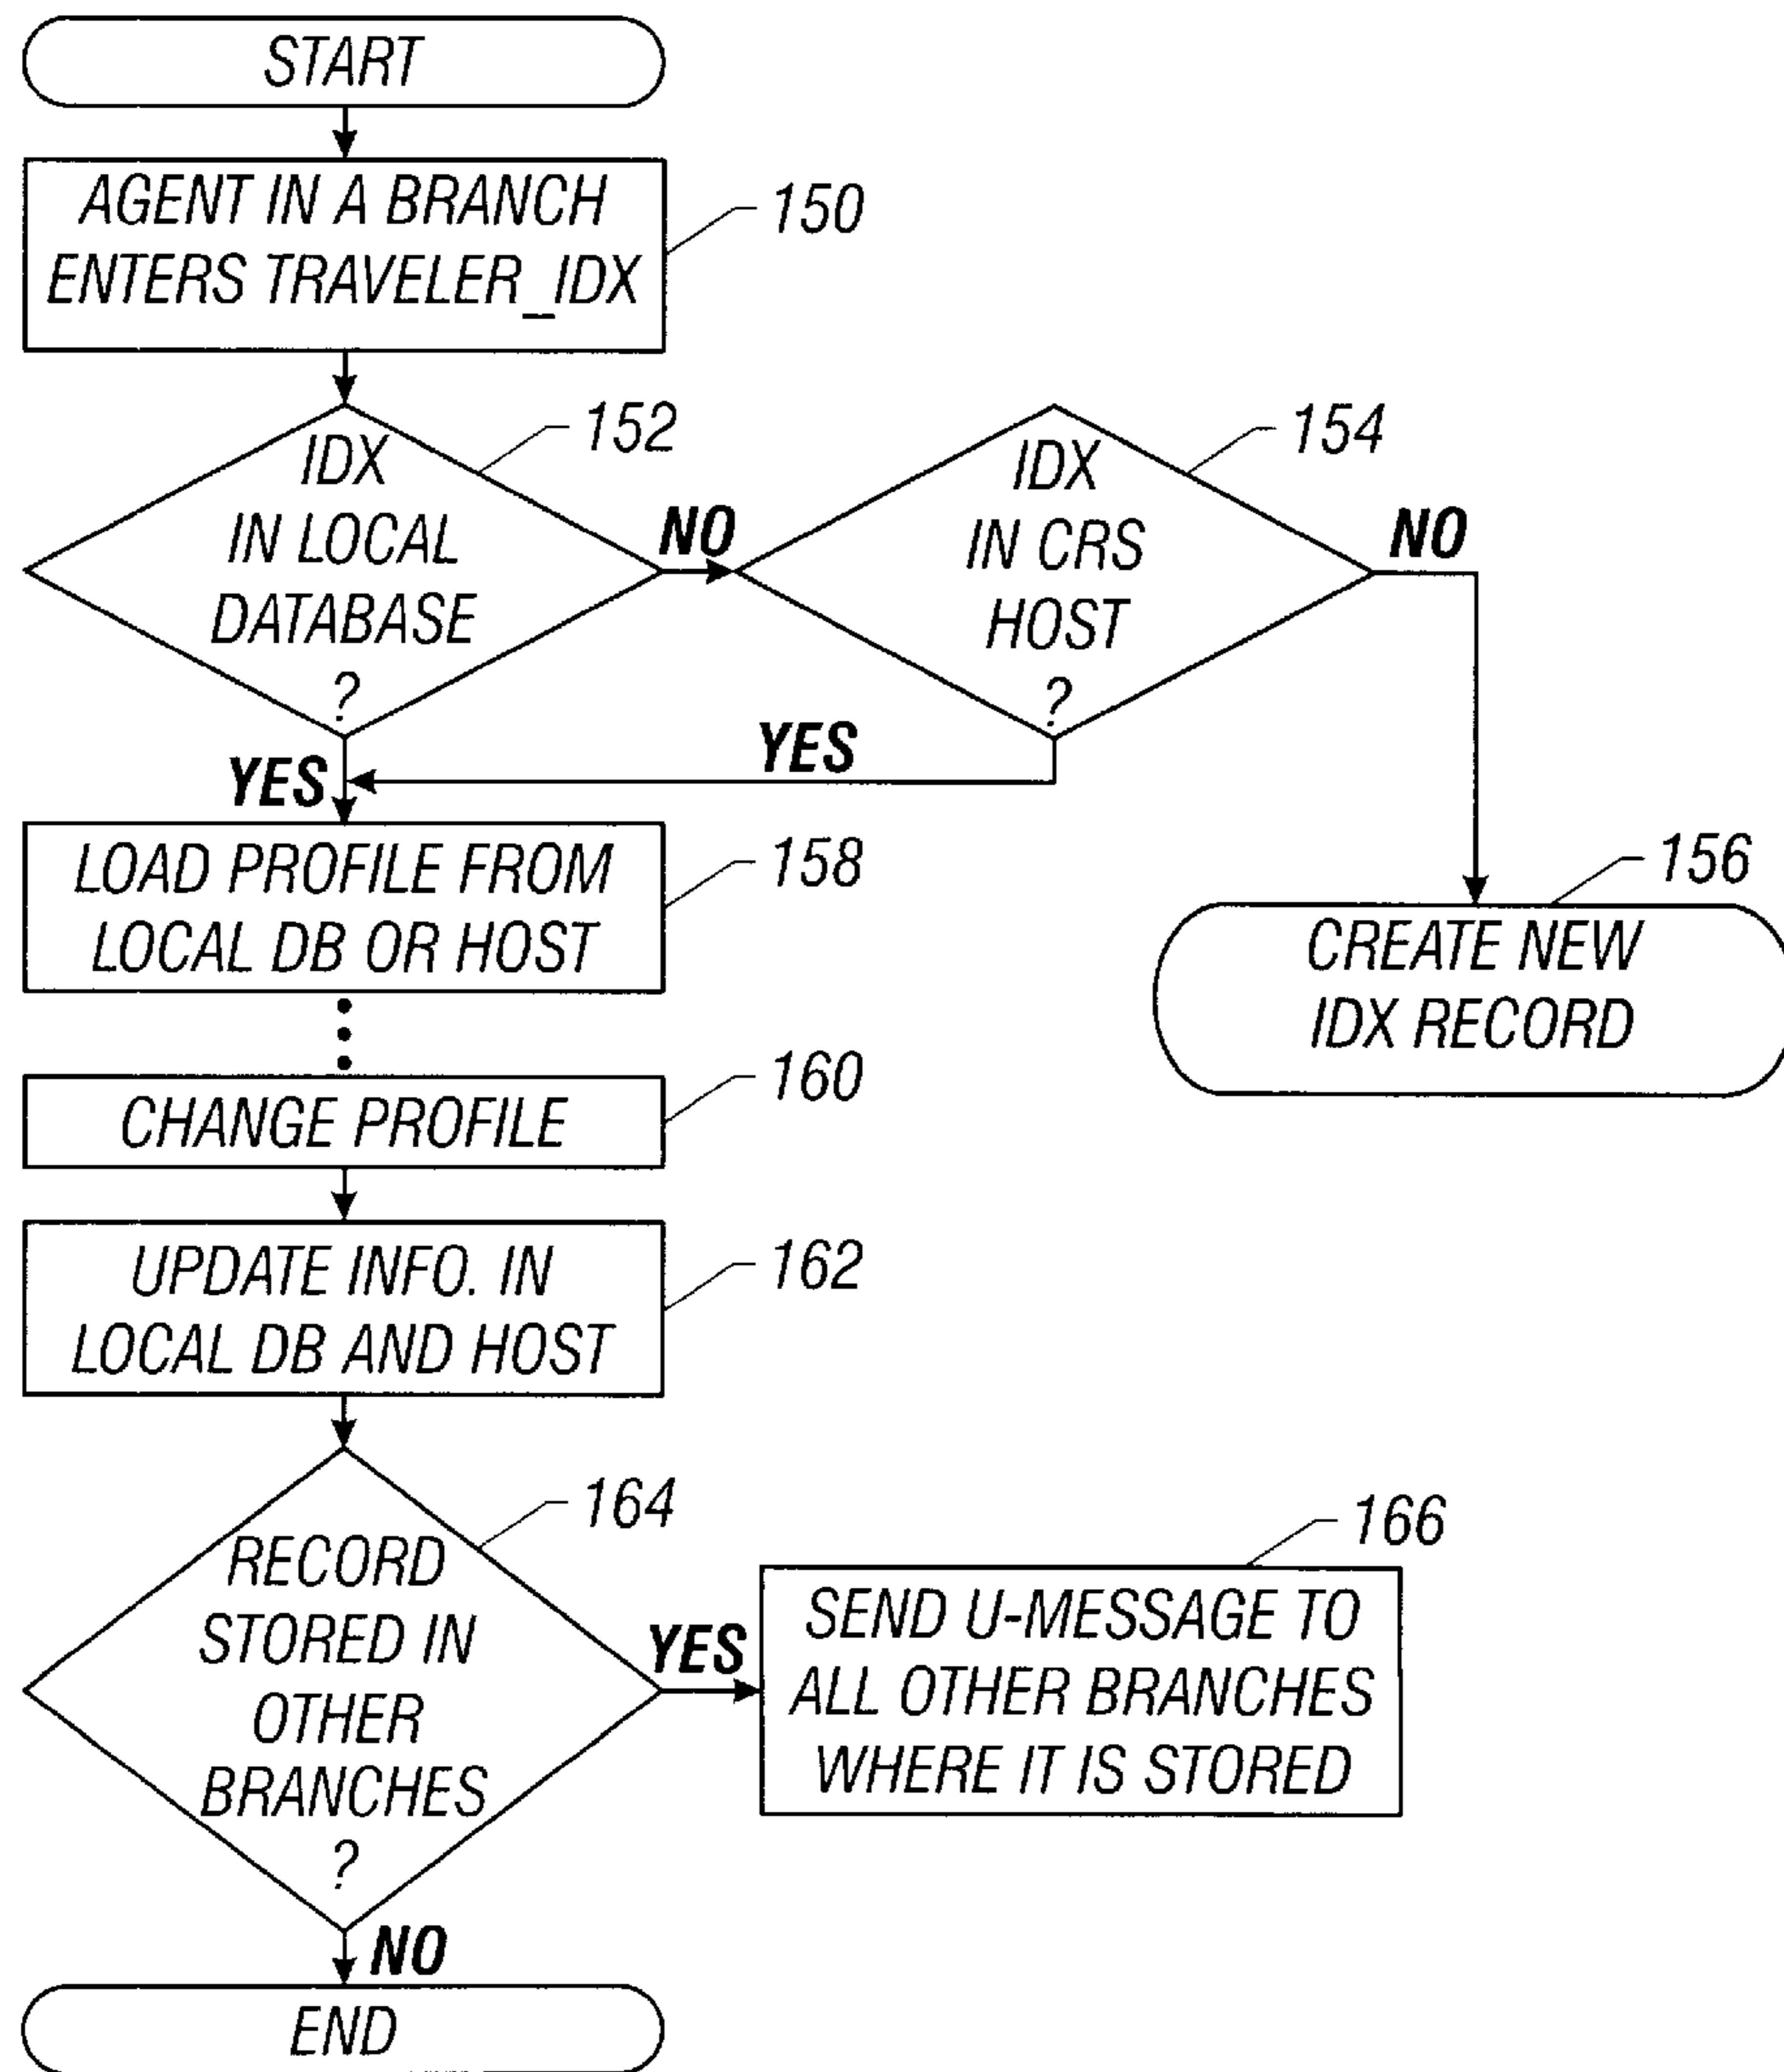 START
AGENT IN A BRANCH
ENTERS TRAVELER_IDX
150
IDX
IN LOCAL
DATABASE
?
152
NO
IDX
IN CRS
HOST
?
154
NO
YES
YES
LOAD PROFILE FROM
LOCAL DB OR HOST
158
CREATE NEW
IDX RECORD
156
CHANGE PROFILE
160
UPDATE INFO. IN
LOCAL DB AND HOST
162
RECORD
STORED IN
OTHER
BRANCHES
?
164
YES
SEND U-MESSAGE TO
ALL OTHER BRANCHES
WHERE IT IS STORED
166
NO
END